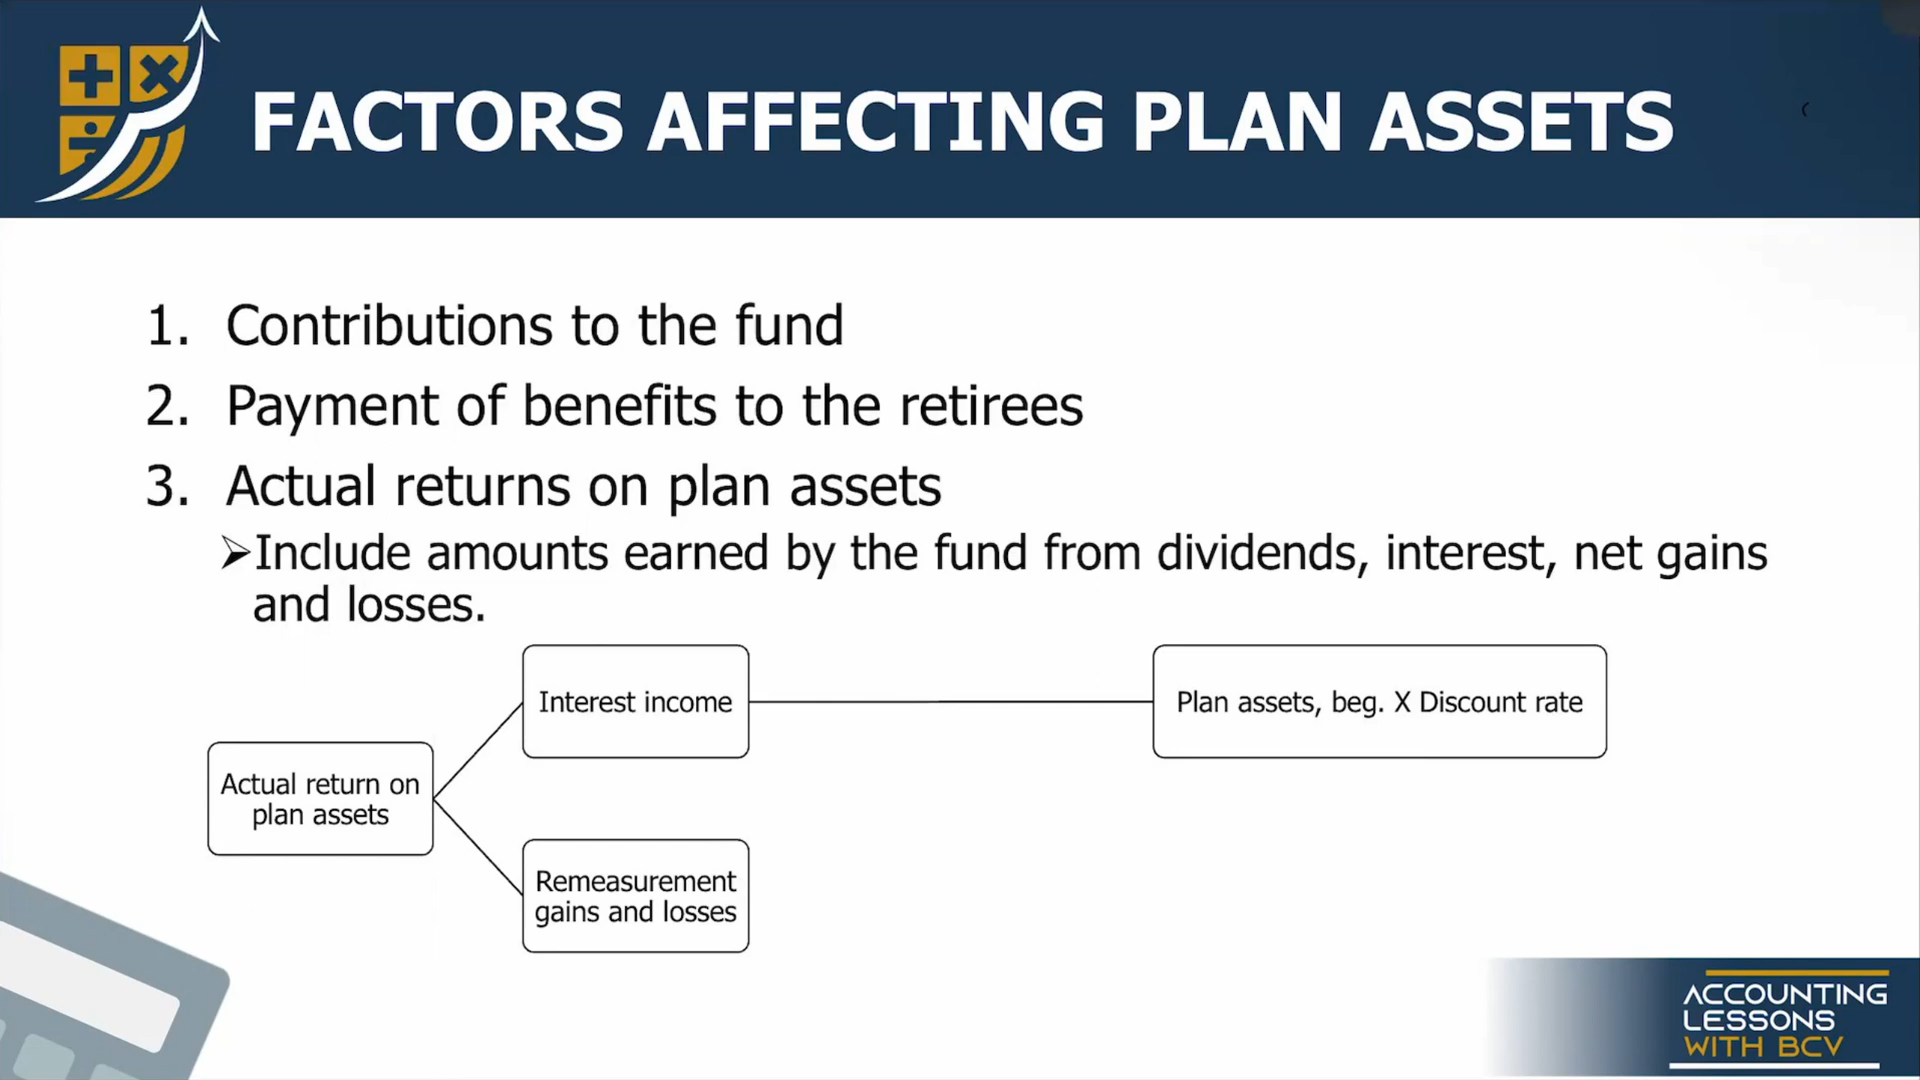 FACTORS AFFECTING PLAN ASSETS
1. Contributions to the fund
2. Payment of benefits to the retirees
3. Actual returns on plan assets
➢Include amounts earned by the fund from dividends, interest, net gains
and losses.
Interest income
Plan assets, beg. X Discount rate
Actual return on
plan assets
Remeasurement
gains and losses
ACCOUNTING
LESSONS
WITH BCV